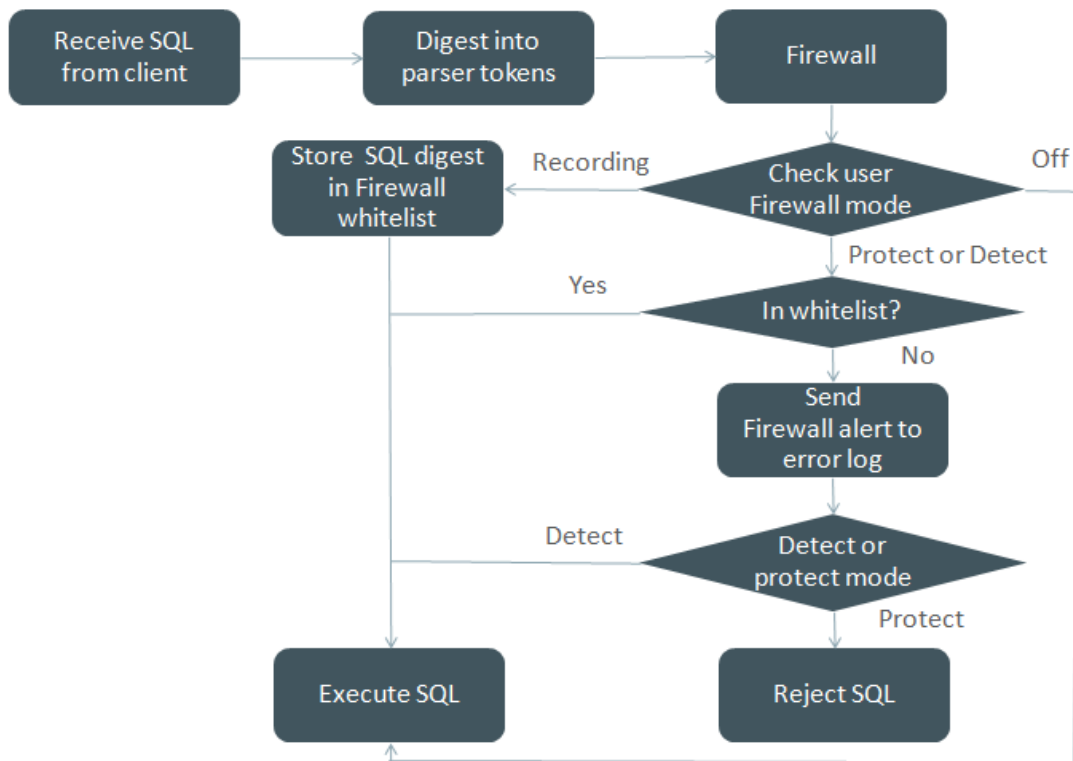 Receive SQL
from client
Digest into
parser tokens
Firewall
Store SQL digest
in Firewall
whitelist
Recording
Check user
Firewall mode
Off
Protect or Detect
Yes
In whitelist?
No
Send
Firewall alert to
error log
Detect
Detect or
protect mode
Protect
Execute SQL
Reject SQL